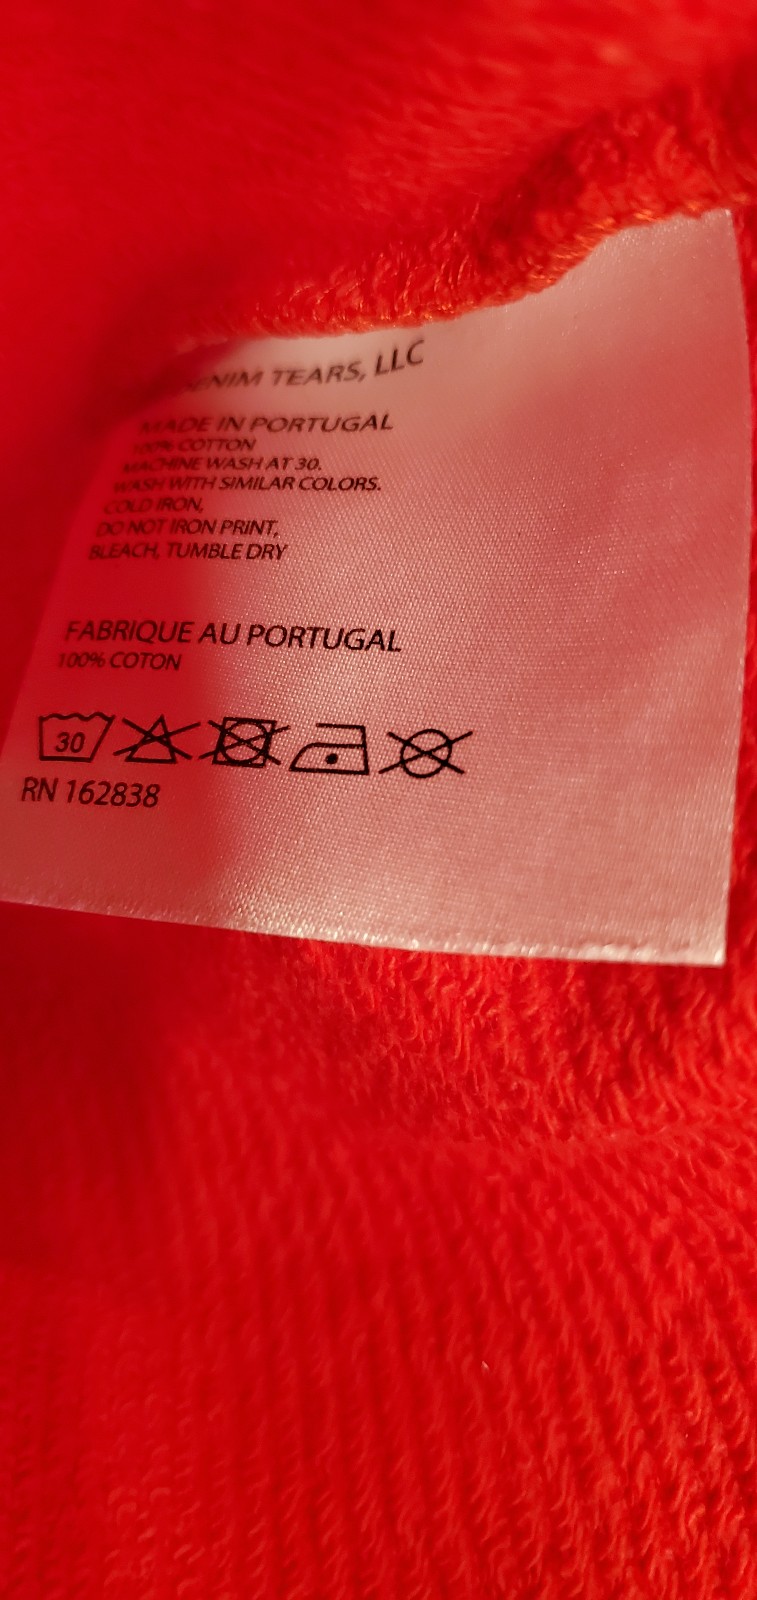 DENIM TEARS, LLC
MADE IN PORTUGAL
100% COTTON
MACHINE WASH AT 30.
WASH WITH SIMILAR COLORS.
COLD IRON,
DO NOT IRON PRINT,
BLEACH, TUMBLE DRY
FABRIQUE AU PORTUGAL
100% COTON
30
RN 162838